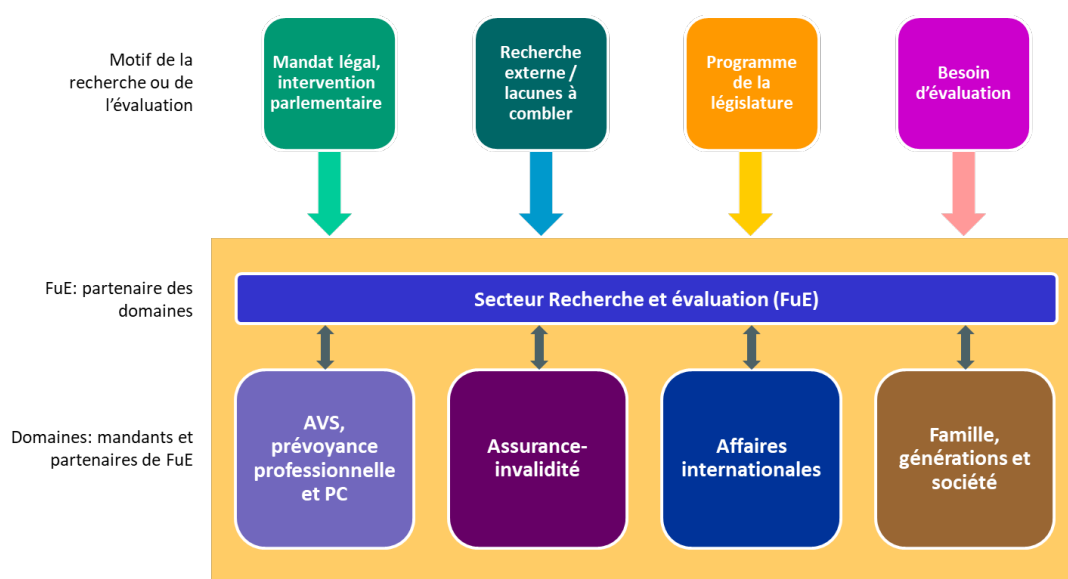 Motif de la
recherche ou de
l’évaluation
Mandat légal,
intervention
parlementaire
Recherche
externe /
lacunes à
combler
Programme
de la
législature
Besoin
d’évaluation
FuE: partenaire des
domaines
Secteur Recherche et évaluation (FuE)
Domaines: mandants et
partenaires de FuE
AVS,
prévoyance
professionnelle
et PC
Assurance-
invalidité
Affaires
internationales
Famille,
générations et
société